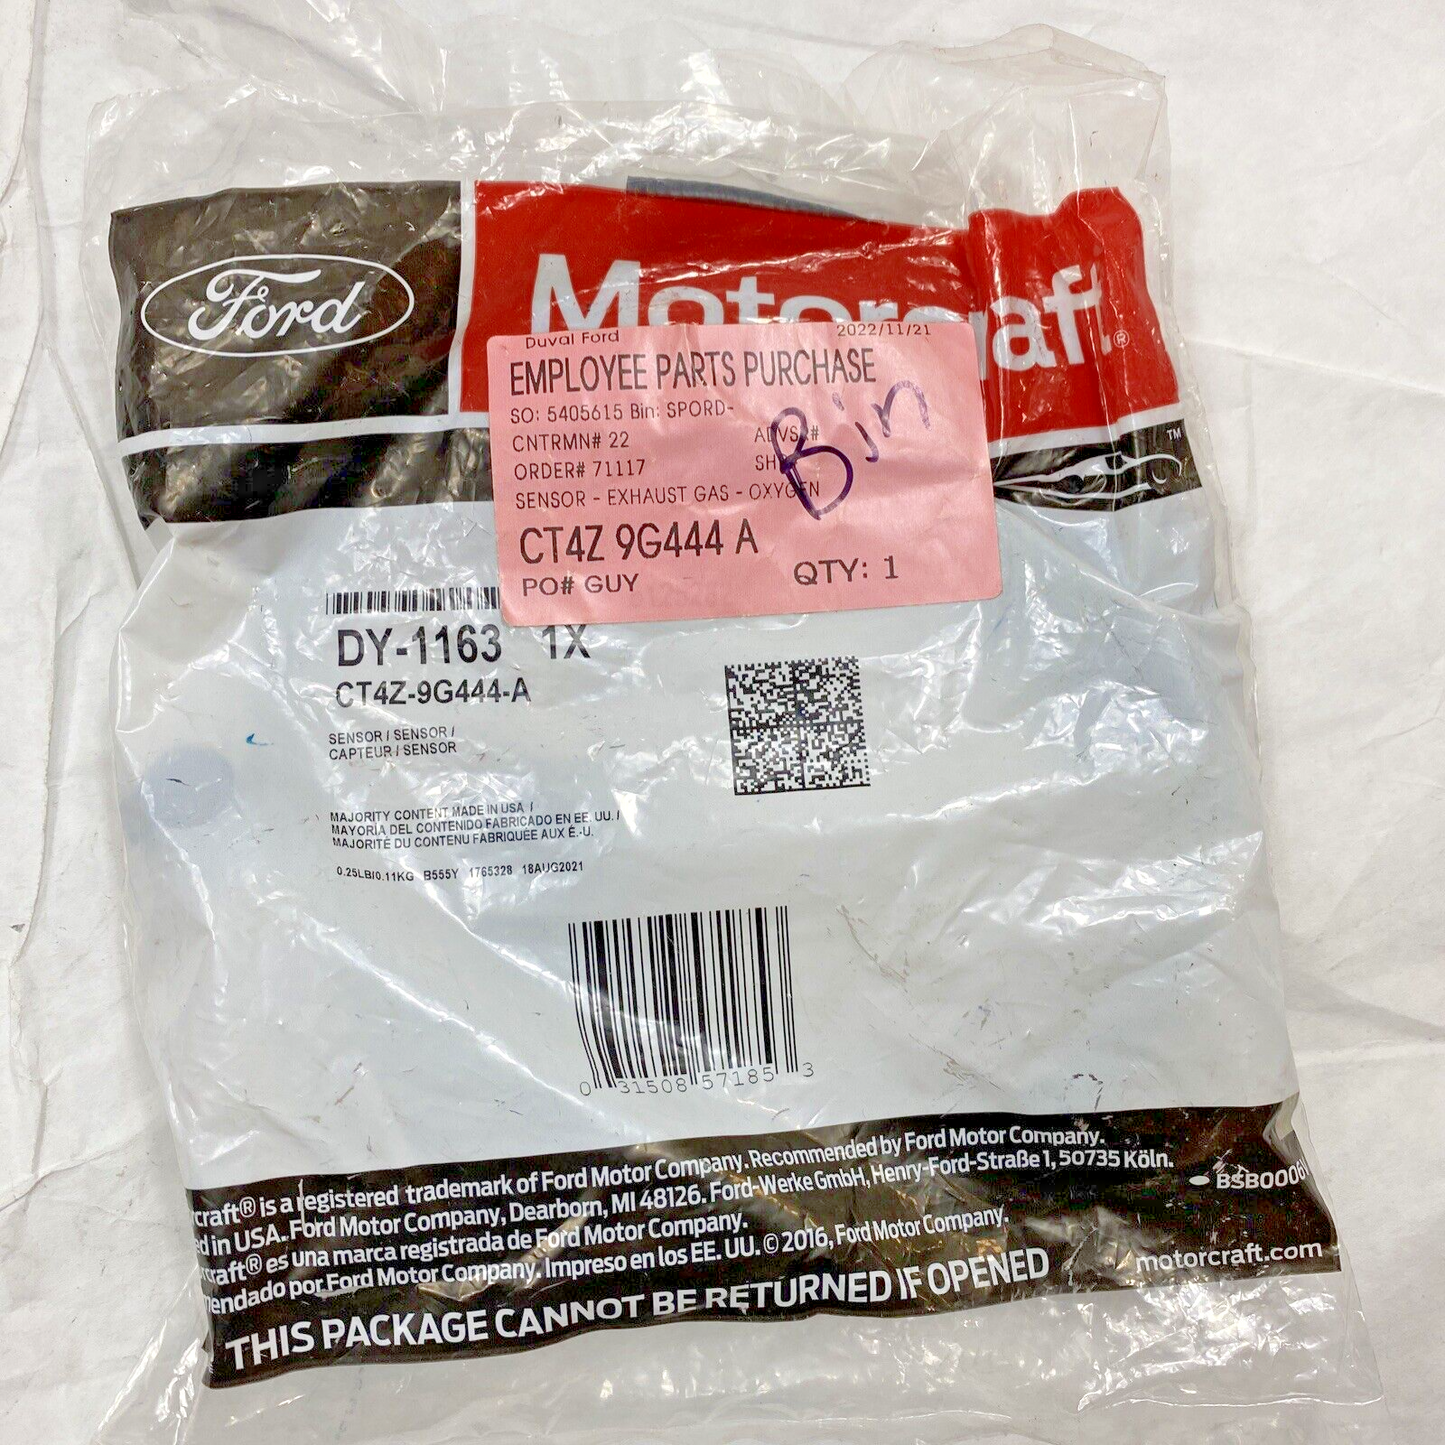 Ford
Motorcraft®
Duval Ford 2022/11/21
EMPLOYEE PARTS PURCHASE
SO: 5405615 Bin: SPORD-
Bin
CNTRMN# 22
ORDER# 71117
SENSOR - EXHAUST GAS - OXYGEN
CT4Z 9G444 A
PO# GUY QTY: 1
TM
DY-1163 1X
CT4Z-9G444-A
SENSOR / SENSOR /
CAPTEUR / SENSOR
MAJORITY CONTENT MADE IN USA /
MAYORÍA DEL CONTENIDO FABRICADO EN EE. UU. /
MAJORITÉ DU CONTENU FABRIQUÉE AUX É.-U.
0.25LB/0.11KG B555Y 1765328 18AUG2021
0 31508 57185 3
craft® is a registered trademark of Ford Motor Company. Recommended by Ford Motor Company.
ed in USA. Ford Motor Company, Dearborn, MI 48126. Ford-Werke GmbH, Henry-Ford-Straße 1, 50735 Köln.
craft® es una marca registrada de Ford Motor Company.
mendado por Ford Motor Company. Impreso en los EE. UU. © 2016, Ford Motor Company.
BSB0006
motorcraft.com
THIS PACKAGE CANNOT BE RETURNED IF OPENED